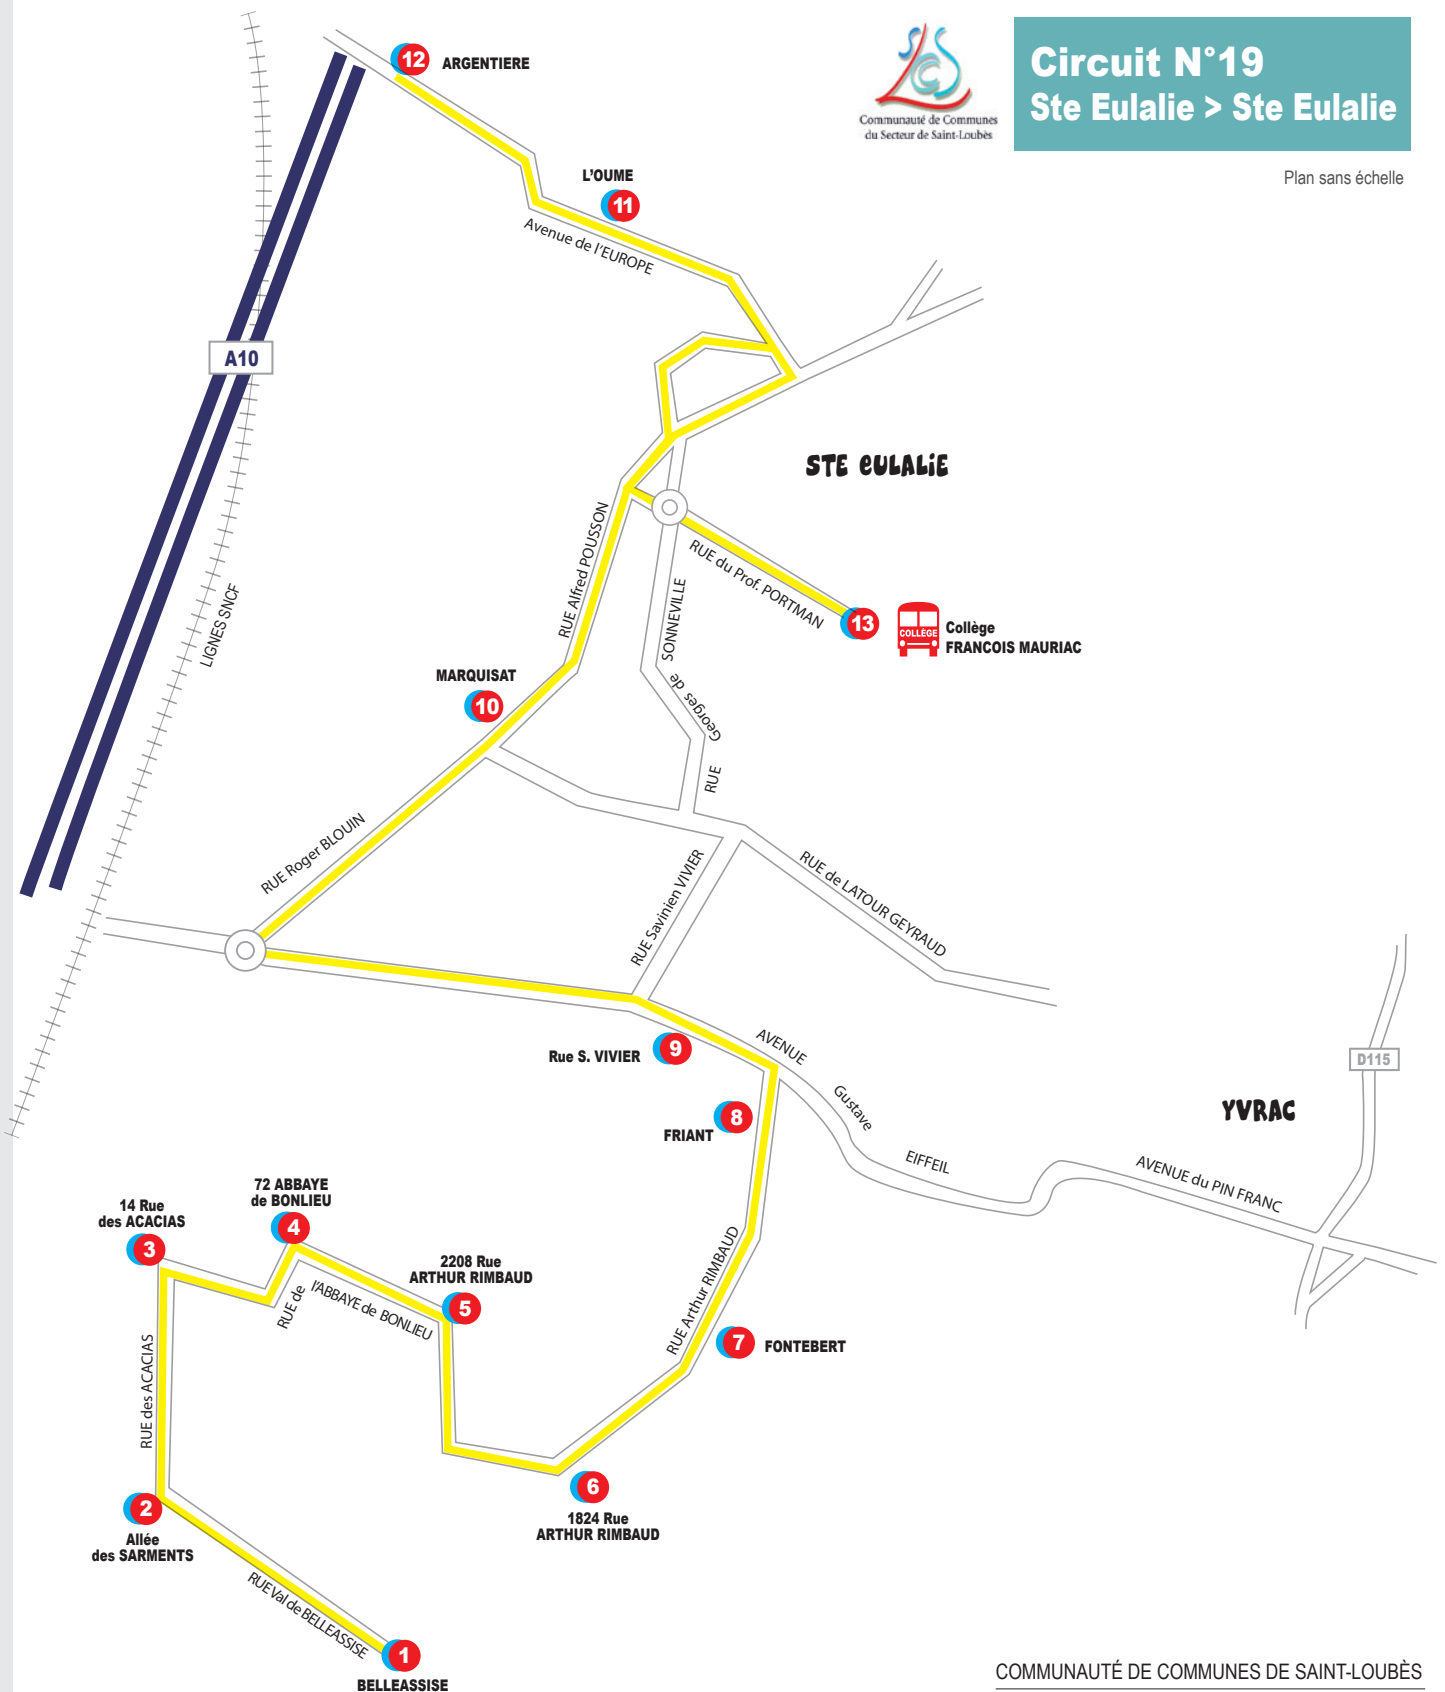 Circuit N°19
Ste Eulalie > Ste Eulalie
Communauté de Communes
du Secteur de Saint-Loubès
Plan sans échelle
12
ARGENTIERE
L'OUME
11
Avenue de l'EUROPE
A10
STE EULALiE
RUE Alfred POUSSON
RUE du Prof. PORTMAN
13
COLLÈGE
Collège
FRANCOIS MAURIAC
LIGNES SNCF
RUE Georges de SONNEVILLE
MARQUISAT
10
RUE Roger BLOUIN
RUE Savinien VIVIER
RUE de LATOUR GEYRAUD
Rue S. VIVIER
9
AVENUE Gustave EIFFEIL
D115
YVRAC
8
FRIANT
AVENUE du PIN FRANC
72 ABBAYE
de BONLIEU
4
14 Rue
des ACACIAS
3
2208 Rue
ARTHUR RIMBAUD
5
RUE de l'ABBAYE de BONLIEU
RUE Arthur RIMBAUD
7
FONTEBERT
RUE des ACACIAS
6
1824 Rue
ARTHUR RIMBAUD
2
Allée
des SARMENTS
RUE Val de BELLEASSISE
1
BELLEASSISE
COMMUNAUTÉ DE COMMUNES DE SAINT-LOUBÈS